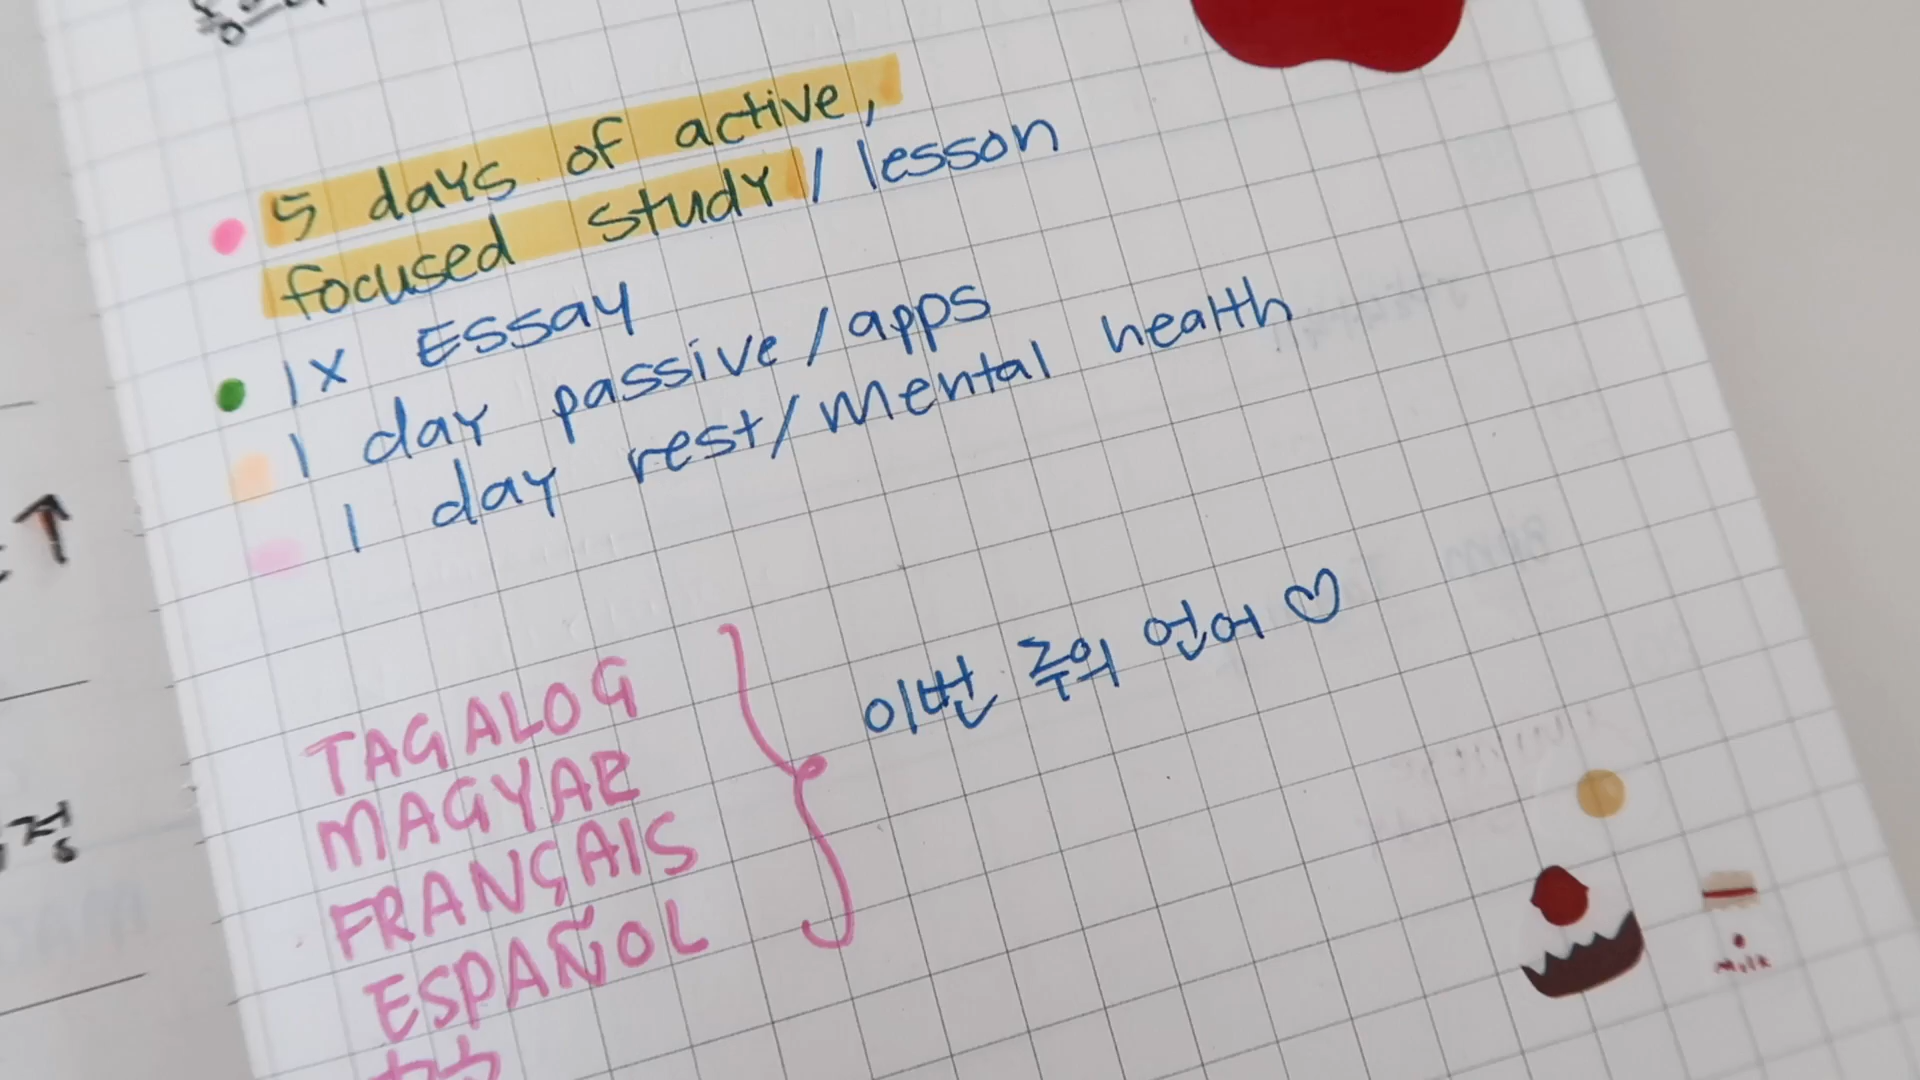 5 days of active,
focused study / lesson
1x Essay
1 day passive / apps
1 day rest / mental health
TAGALOG
MAGYAR
FRANÇAIS
ESPAÑOL
이번 주의 언어 ♡
milk